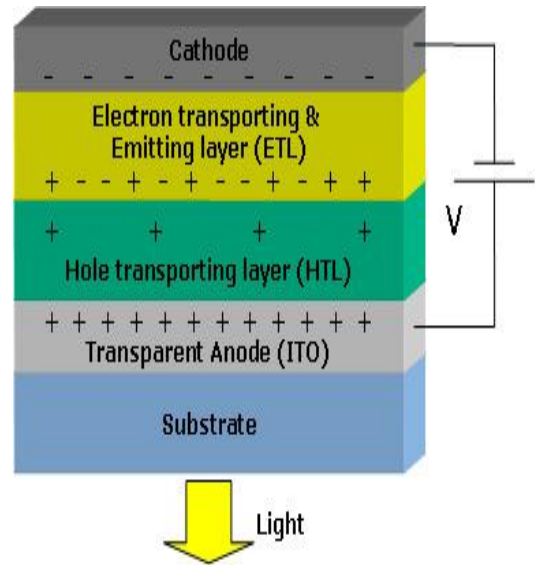 Cathode
- - - - - - - - -
Electron transporting &
Emitting layer (ETL)
+ - - + - + - - + - + +
+ + + +
V
Hole transporting layer (HTL)
+ + + + + + + + + + + +
Transparent Anode (ITO)
Substrate
Light